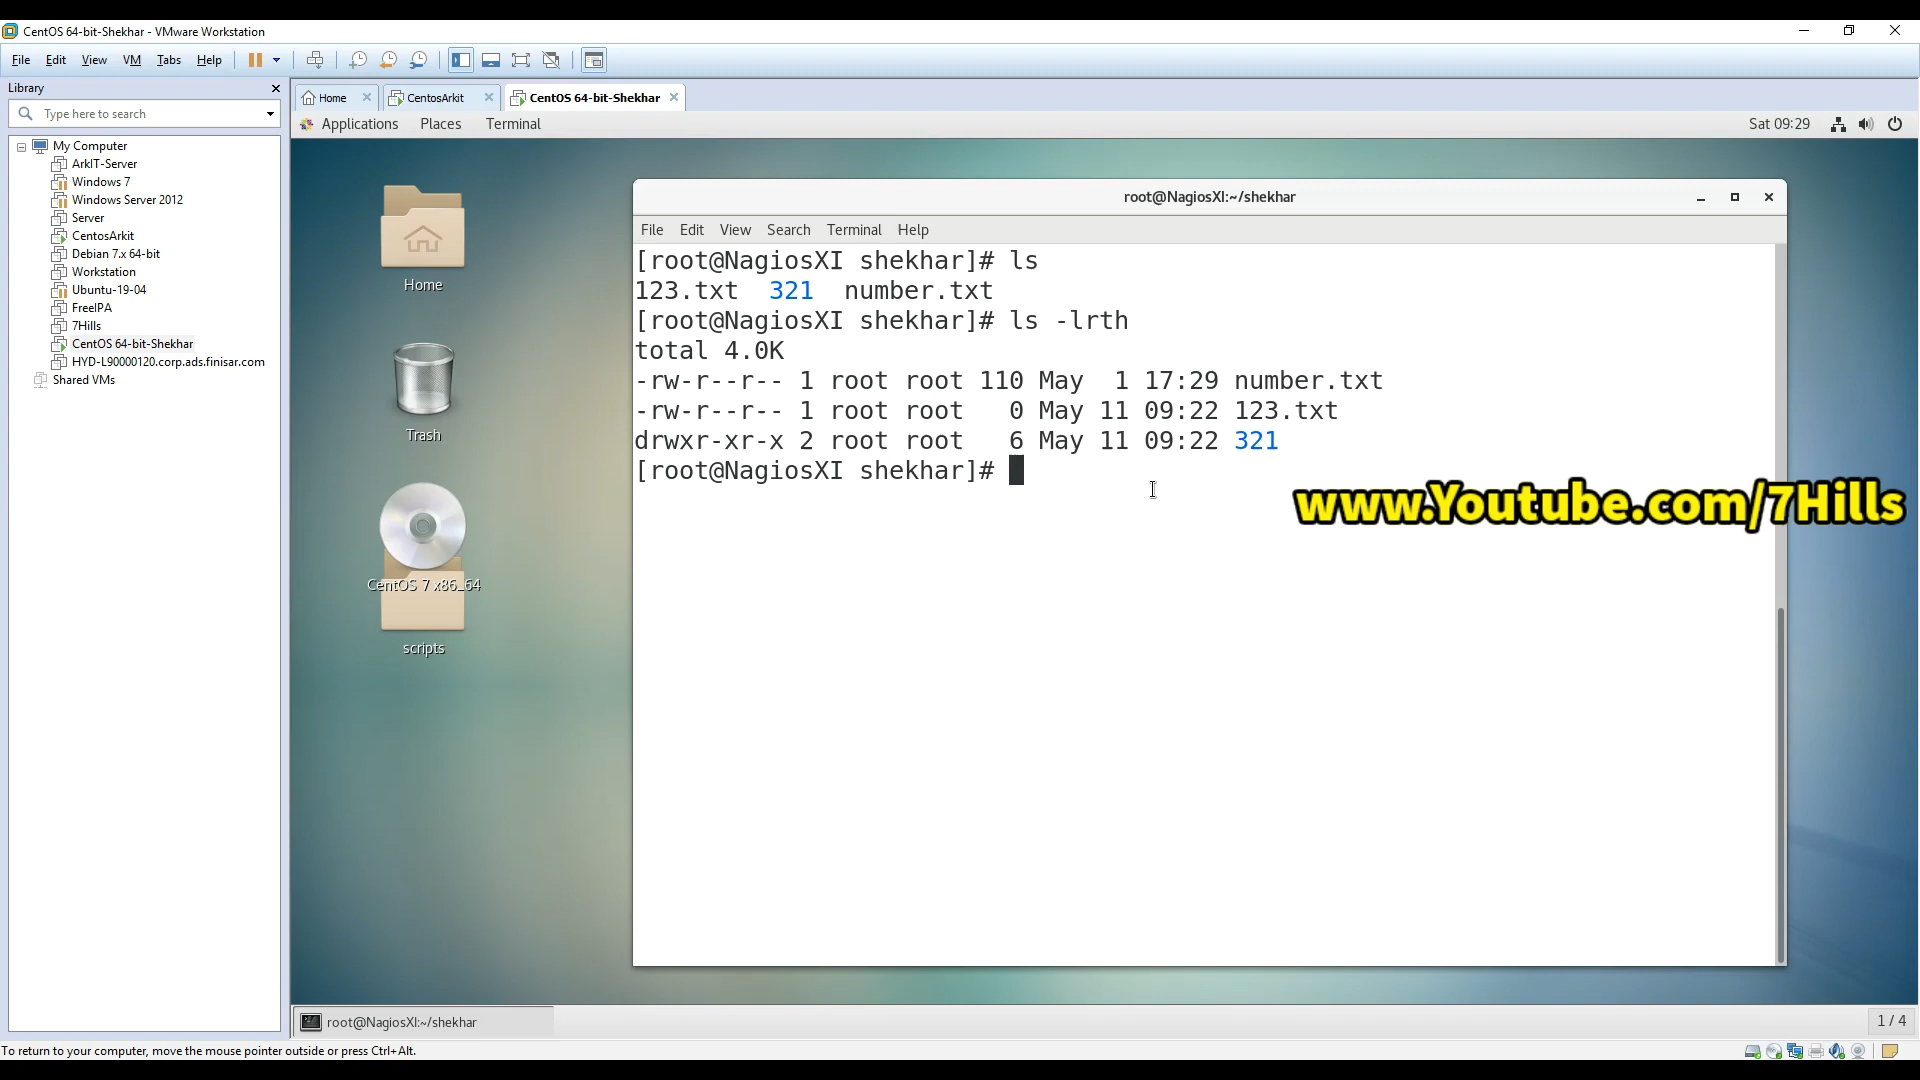 CentOS 64-bit-Shekhar - VMware Workstation
File Edit View VM Tabs Help
Library
Type here to search
My Computer
ArkIT-Server
Windows 7
Windows Server 2012
Server
CentosArkit
Debian 7.x 64-bit
Workstation
Ubuntu-19-04
FreeIPA
7Hills
CentOS 64-bit-Shekhar
HYD-L90000120.corp.ads.finisar.com
Shared VMs
Home CentosArkit CentOS 64-bit-Shekhar
Applications Places Terminal Sat 09:29
Home
Trash
CentOS 7 x86_64
scripts
root@NagiosXI:~/shekhar
File Edit View Search Terminal Help
[root@NagiosXI shekhar]# ls
123.txt 321 number.txt
[root@NagiosXI shekhar]# ls -lrth
total 4.0K
-rw-r--r-- 1 root root 110 May 1 17:29 number.txt
-rw-r--r-- 1 root root 0 May 11 09:22 123.txt
drwxr-xr-x 2 root root 6 May 11 09:22 321
[root@NagiosXI shekhar]#
www.Youtube.com/7Hills
root@NagiosXI:~/shekhar
1 / 4
To return to your computer, move the mouse pointer outside or press Ctrl+Alt.